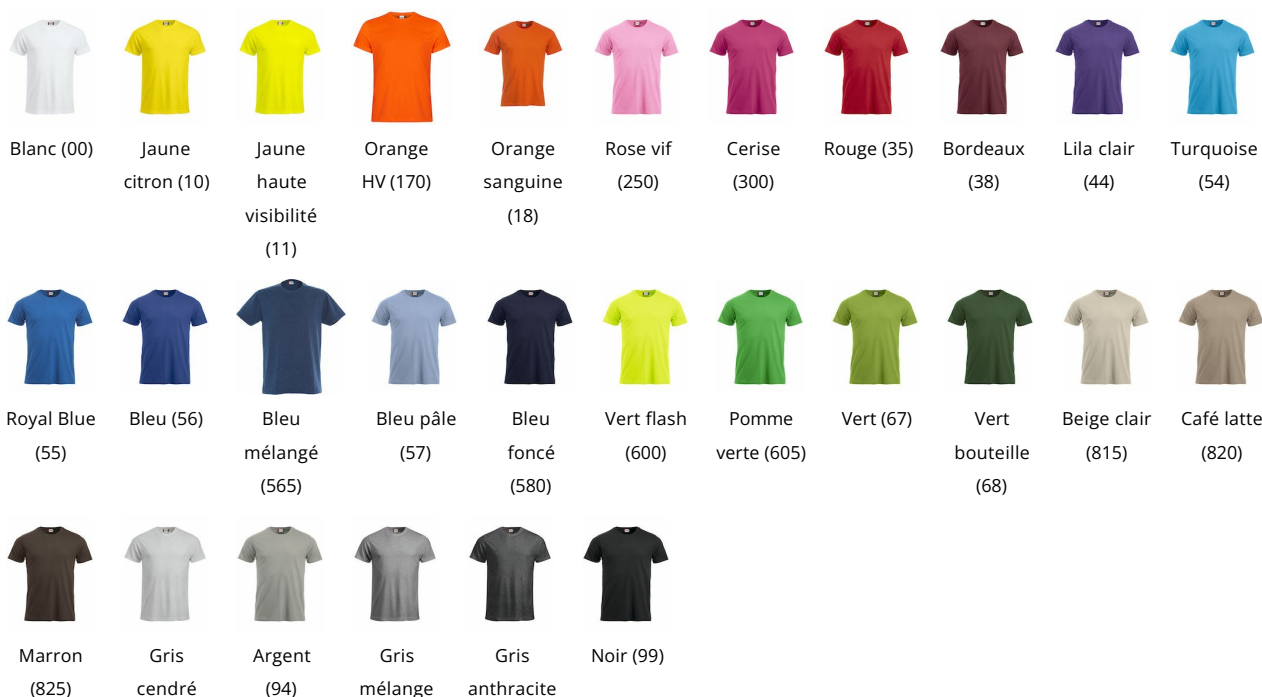 Blanc (00)
Jaune
citron (10)
Jaune
haute
visibilité
(11)
Orange
HV (170)
Orange
sanguine
(18)
Rose vif
(250)
Cerise
(300)
Rouge (35)
Bordeaux
(38)
Lila clair
(44)
Turquoise
(54)
Royal Blue
(55)
Bleu (56)
Bleu
mélangé
(565)
Bleu pâle
(57)
Bleu
foncé
(580)
Vert flash
(600)
Pomme
verte (605)
Vert (67)
Vert
bouteille
(68)
Beige clair
(815)
Café latte
(820)
Marron
(825)
Gris
cendré
Argent
(94)
Gris
mélange
Gris
anthracite
Noir (99)